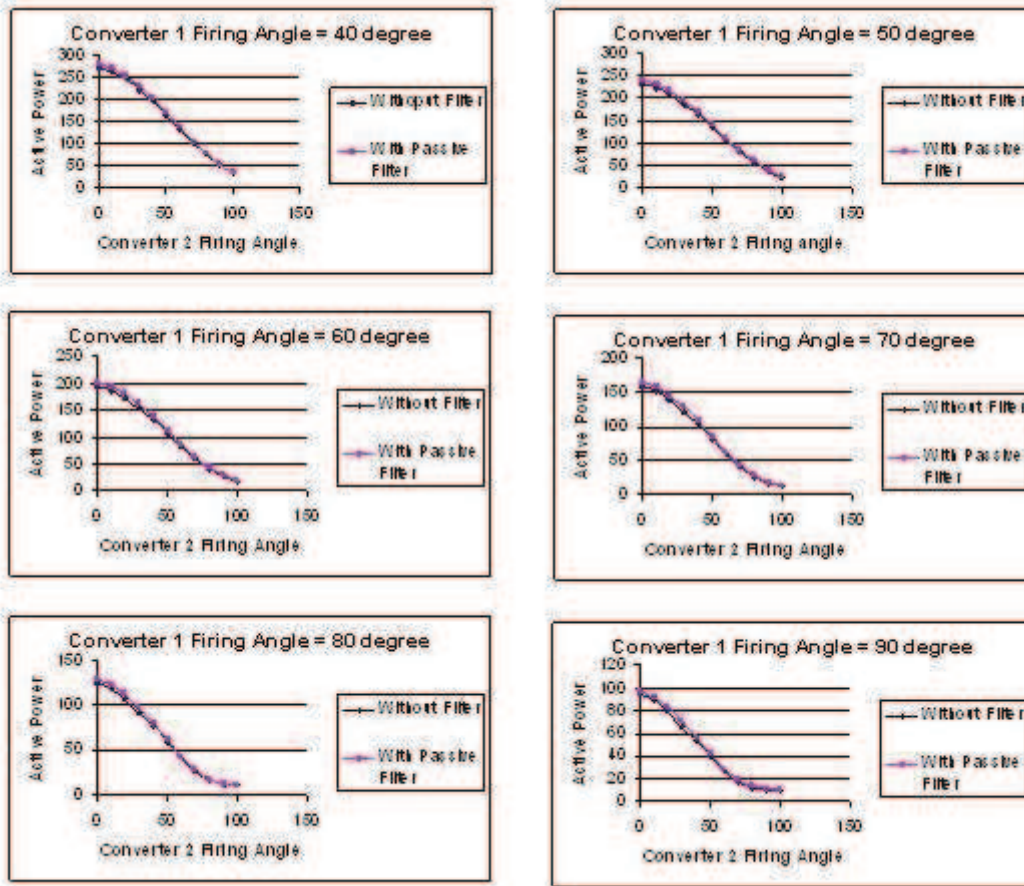 Converter 1 Firing Angle = 40 degree
Active Power
300
250
200
150
100
50
0
0 50 100 150
Converter 2 Firing Angle
Withoput Filter
With Passive
Filter
Converter 1 Firing Angle = 50 degree
Active Power
300
250
200
150
100
50
0
0 50 100 150
Converter 2 Firing angle
Without Filter
With Passive
Filter
Converter 1 Firing Angle = 60 degree
Active Power
250
200
150
100
50
0
0 50 100 150
Converter 2 Firing Angle
Without Filter
With Passive
Filter
Converter 1 Firing Angle = 70 degree
Active Power
200
150
100
50
0
0 50 100 150
Converter 2 Firing Angle
Without Filter
With Passive
Filter
Converter 1 Firing Angle = 80 degree
Active Power
150
100
50
0
0 50 100 150
Converter 2 Firing Angle
Without Filter
With Passive
Filter
Converter 1 Firing Angle = 90 degree
Active Power
120
100
80
60
40
20
0
0 50 100 150
Converter 2 Firing Angle
Without Filter
With Passive
Filter